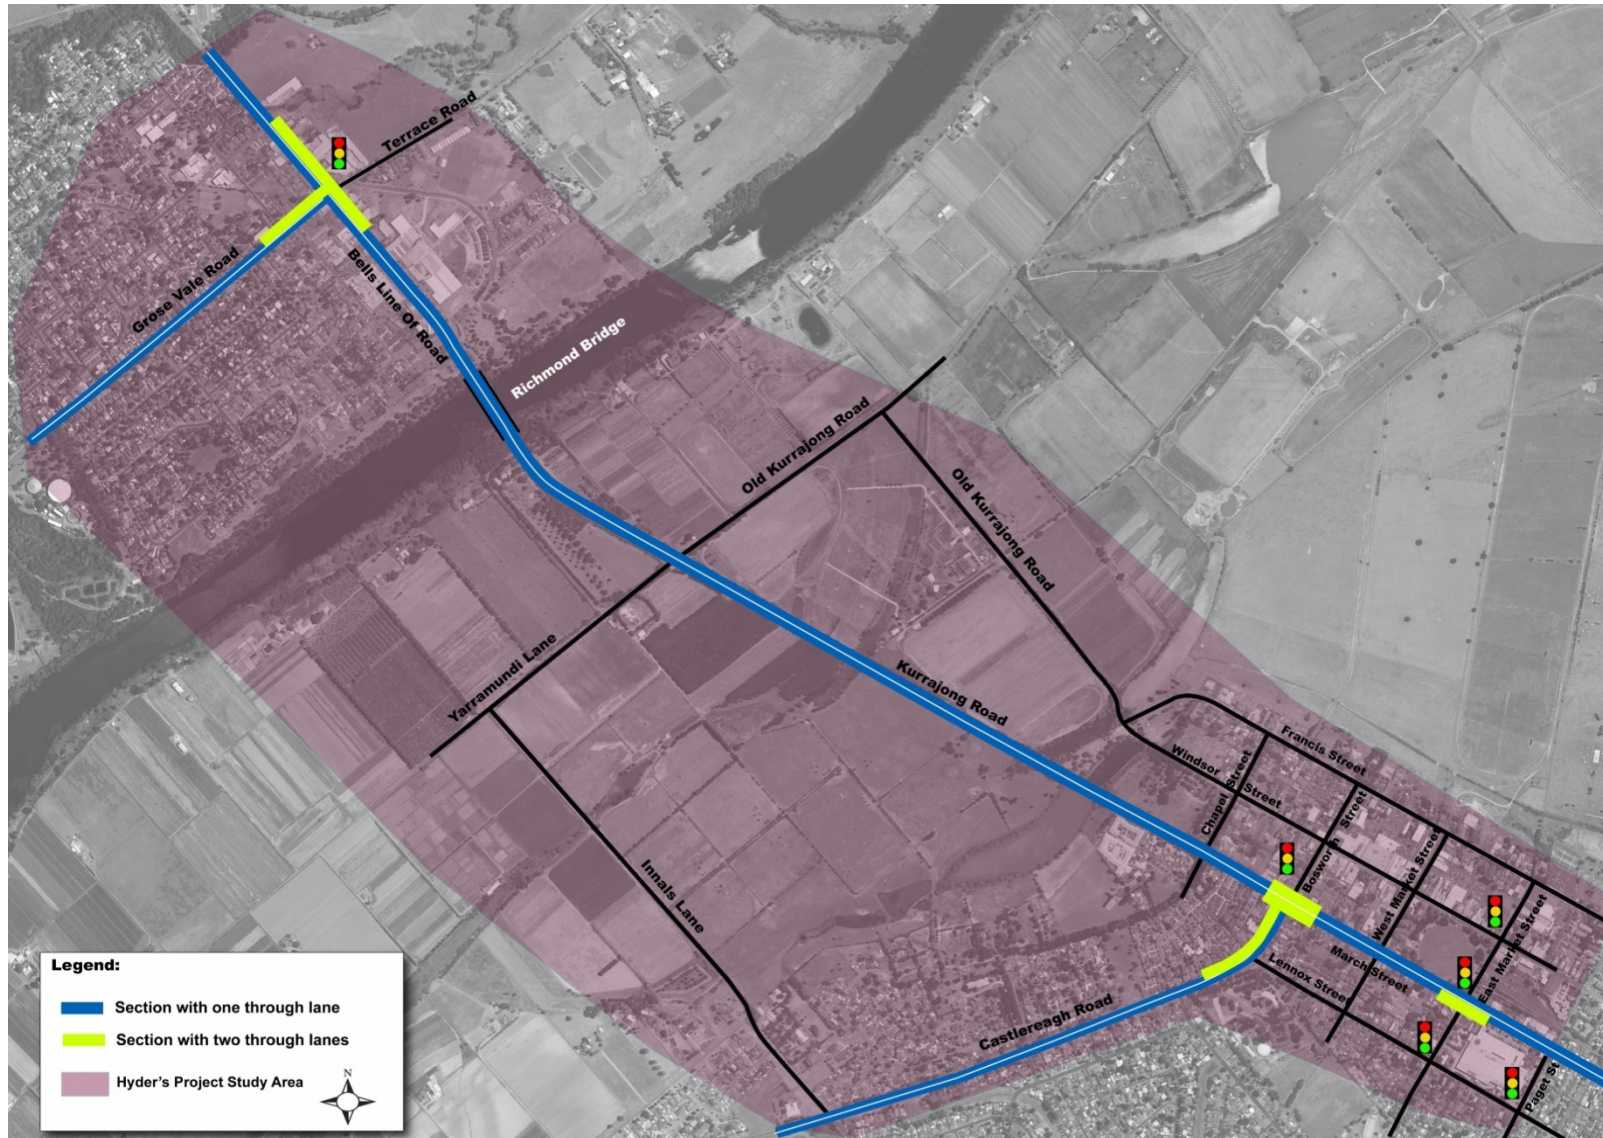 Terrace Road
Grose Vale Road
Bells Line Of Road
Richmond Bridge
Old Kurrajong Road
Old Kurrajong Road
Yarramundi Lane
Kurrajong Road
Francis Street
Windsor Street
Chapel Street
Bosworth Street
West Market Street
East Market Street
March Street
Lennox Street
Innals Lane
Castlereagh Road
Paget St
Legend:
Section with one through lane
Section with two through lanes
Hyder's Project Study Area
N